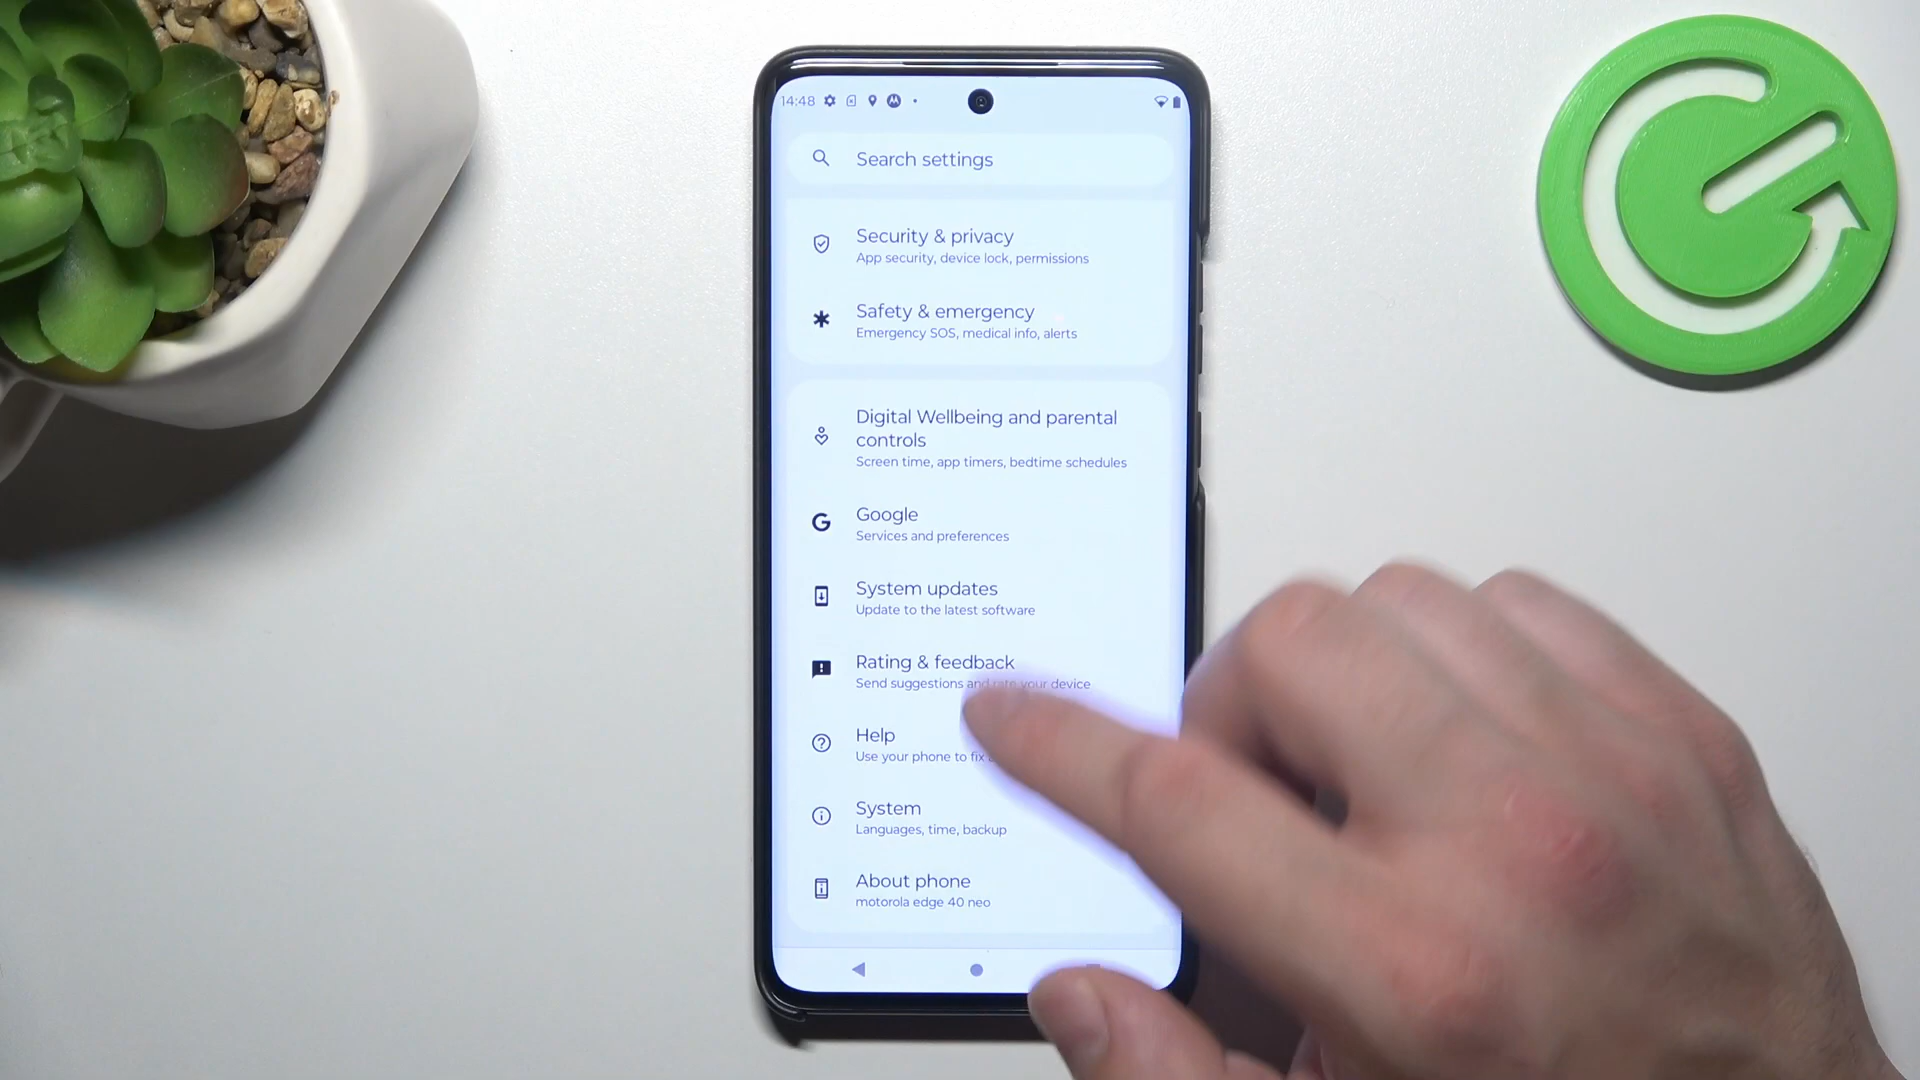 14:48
Search settings
Security & privacy
App security, device lock, permissions
Safety & emergency
Emergency SOS, medical info, alerts
Digital Wellbeing and parental
controls
Screen time, app timers, bedtime schedules
Google
Services and preferences
System updates
Update to the latest software
Rating & feedback
Send suggestions and rate your device
Help
Use your phone to fix
System
Languages, time, backup
About phone
motorola edge 40 neo